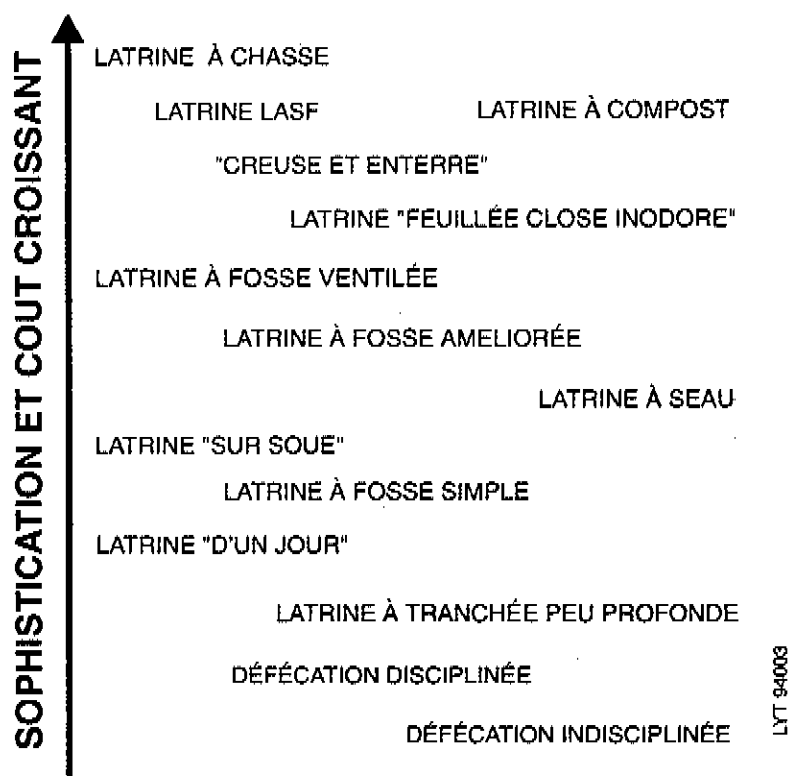 SOPHISTICATION ET COUT CROISSANT
LATRINE À CHASSE
LATRINE LASF LATRINE À COMPOST
"CREUSE ET ENTERRE"
LATRINE "FEUILLÉE CLOSE INODORE"
LATRINE À FOSSE VENTILÉE
LATRINE À FOSSE AMELIORÉE
LATRINE À SEAU
LATRINE "SUR SOUE"
LATRINE À FOSSE SIMPLE
LATRINE "D'UN JOUR"
LATRINE À TRANCHÉE PEU PROFONDE
DÉFÉCATION DISCIPLINÉE
DÉFÉCATION INDISCIPLINÉE
LYT 94003